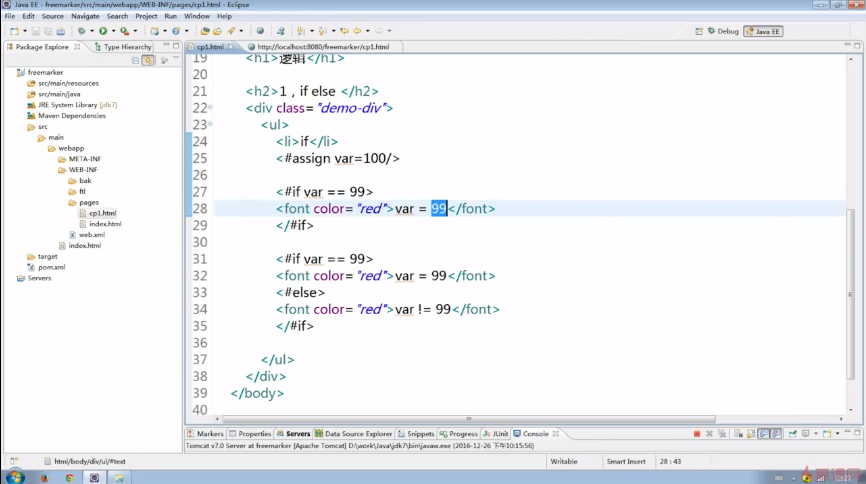 Java EE - freemarker/src/main/webapp/WEB-INF/pages/cp1.html - Eclipse
File Edit Source Navigate Search Project Run Window Help
Debug Java EE
Package Explorer Type Hierarchy
cp1.html http://localhost:8080/freemarker/cp1.html
freemarker
src/main/resources
src/main/java
JRE System Library [jdk7]
Maven Dependencies
src
main
webapp
META-INF
WEB-INF
bak
ftl
pages
cp1.html
index.html
web.xml
index.html
target
pom.xml
Servers
19 <h1>逻辑</h1>
20
21 <h2>1 , if else </h2>
22 <div class="demo-div">
23 <ul>
24 <li>if</li>
25 <#assign var=100/>
26
27 <#if var == 99>
28 <font color="red">var = 99</font>
29 </#if>
30
31 <#if var == 99>
32 <font color="red">var = 99</font>
33 <#else>
34 <font color="red">var != 99</font>
35 </#if>
36
37 </ul>
38 </div>
39 </body>
40
Markers Properties Servers Data Source Explorer Snippets Progress JUnit Console
Tomcat v7.0 Server at freemarker [Apache Tomcat] D:\work\Java\jdk7\bin\javaw.exe (2016-12-26 下午10:15:56)
html/body/div/ul/#text Writable Smart Insert 28 : 43